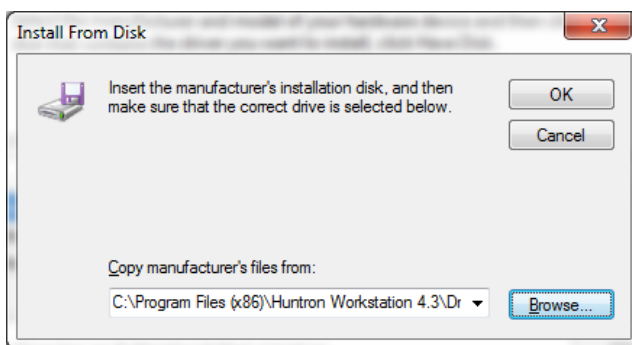 Install From Disk
Insert the manufacturer's installation disk, and then
make sure that the correct drive is selected below.
OK
Cancel
Copy manufacturer's files from:
C:\Program Files (x86)\Huntron Workstation 4.3\Dr
Browse...